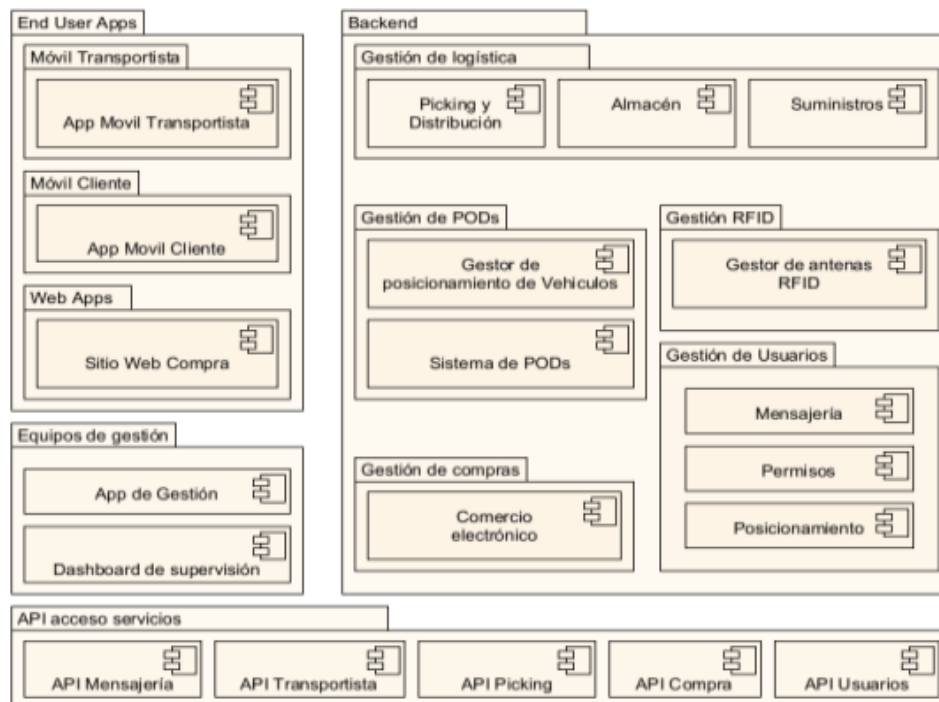 End User Apps
Móvil Transportista
App Movil Transportista
Móvil Cliente
App Movil Cliente
Web Apps
Sitio Web Compra
Equipos de gestión
App de Gestión
Dashboard de supervisión
Backend
Gestión de logística
Picking y
Distribución
Almacén
Suministros
Gestión de PODs
Gestor de
posicionamiento de Vehiculos
Sistema de PODs
Gestión RFID
Gestor de antenas
RFID
Gestión de Usuarios
Mensajería
Permisos
Posicionamiento
Gestión de compras
Comercio
electrónico
API acceso servicios
API Mensajería
API Transportista
API Picking
API Compra
API Usuarios